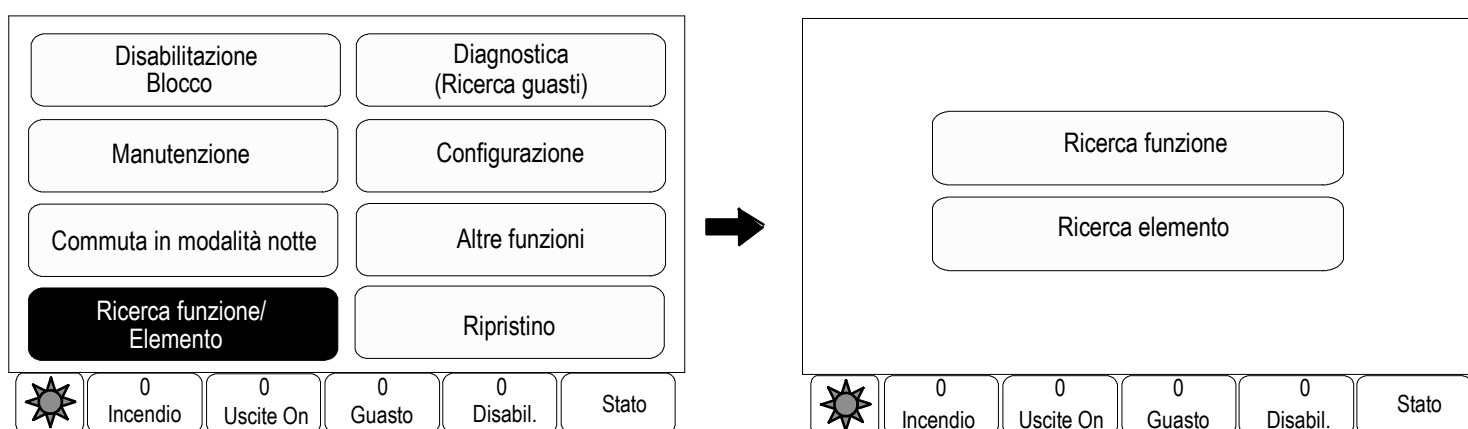 Disabilitazione
Blocco
Diagnostica
(Ricerca guasti)
Manutenzione
Configurazione
Commuta in modalità notte
Altre funzioni
Ricerca funzione/
Elemento
Ripristino
0
Incendio
0
Uscite On
0
Guasto
0
Disabil.
Stato
Ricerca funzione
Ricerca elemento
0
Incendio
0
Uscite On
0
Guasto
0
Disabil.
Stato